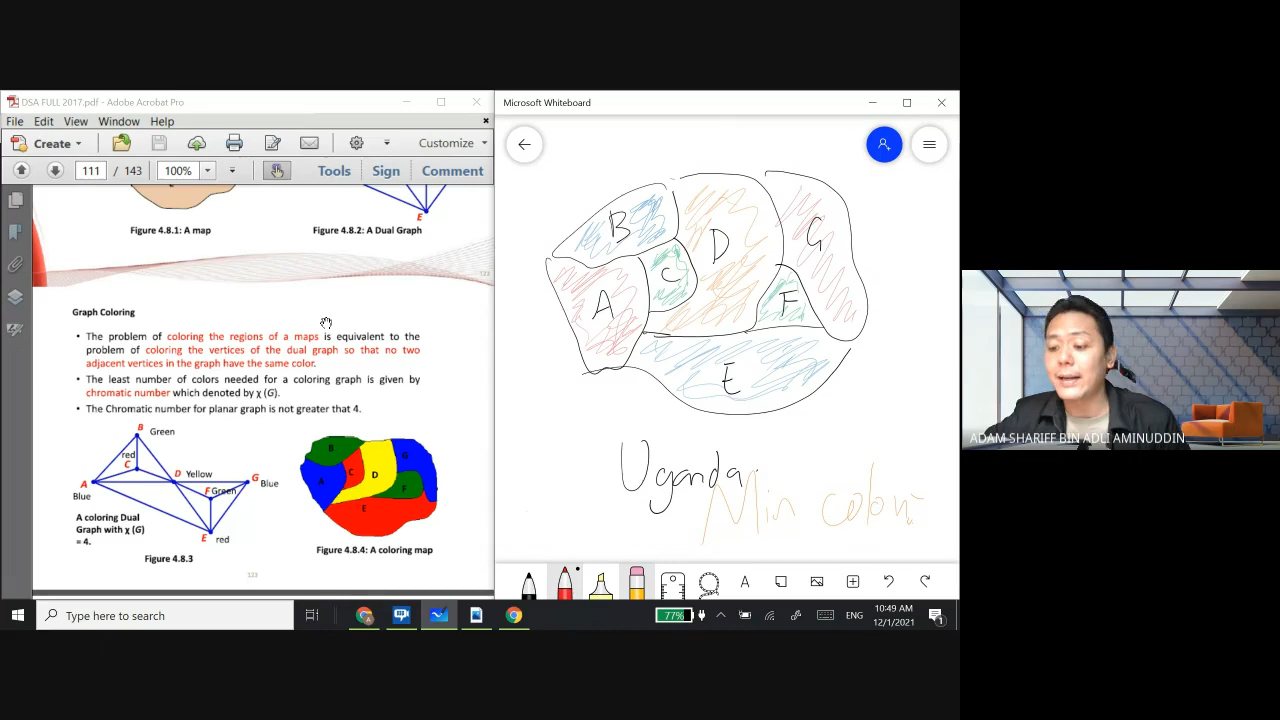 DSA FULL 2017.pdf - Adobe Acrobat Pro
File Edit View Window Help
Create
Customize
111 / 143 100%
Tools Sign Comment
E
Figure 4.8.1: A map
Figure 4.8.2: A Dual Graph
123
Graph Coloring
• The problem of coloring the regions of a maps is equivalent to the
problem of coloring the vertices of the dual graph so that no two
adjacent vertices in the graph have the same color.
• The least number of colors needed for a coloring graph is given by
chromatic number which denoted by χ (G).
• The Chromatic number for planar graph is not greater that 4.
B Green
red
C
A
Blue
D Yellow
F Green
G Blue
E red
A coloring Dual
Graph with χ (G)
= 4.
Figure 4.8.3
B
A
C
D
G
F
E
Figure 4.8.4: A coloring map
123
Microsoft Whiteboard
B
D
G
C
A
F
E
Uganda
Min colori
A
Type here to search
77%
ENG
10:49 AM
12/1/2021
1
ADAM SHARIFF BIN ADLI AMINUDDIN